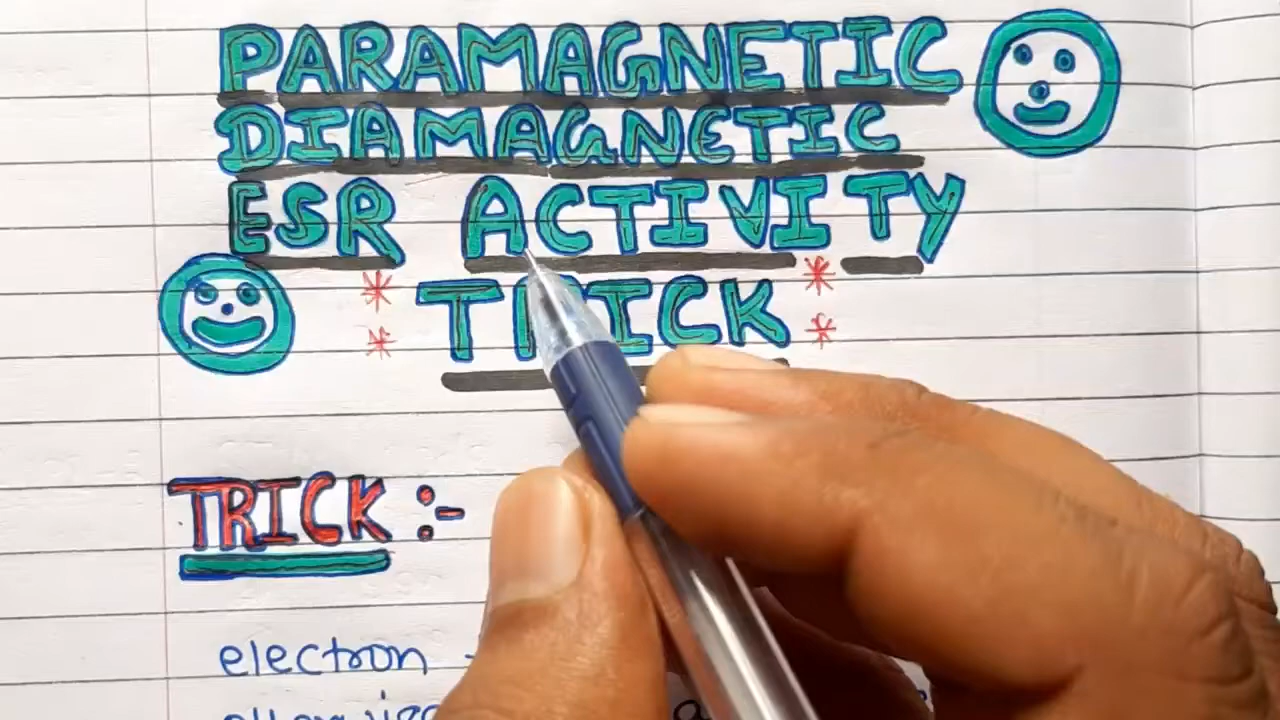 PARAMAGNETIC
DIAMAGNETIC
ESR ACTIVITY
* TRICK *
* *
TRICK :-
electron -